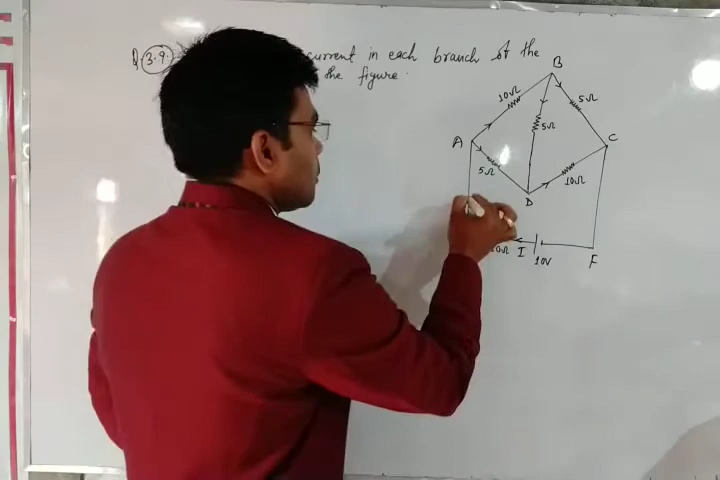 Q. 3.9. current in each branch of the
the figure.
B
10Ω
5Ω
5Ω
A
C
5Ω
10Ω
D
10Ω I
10V
F